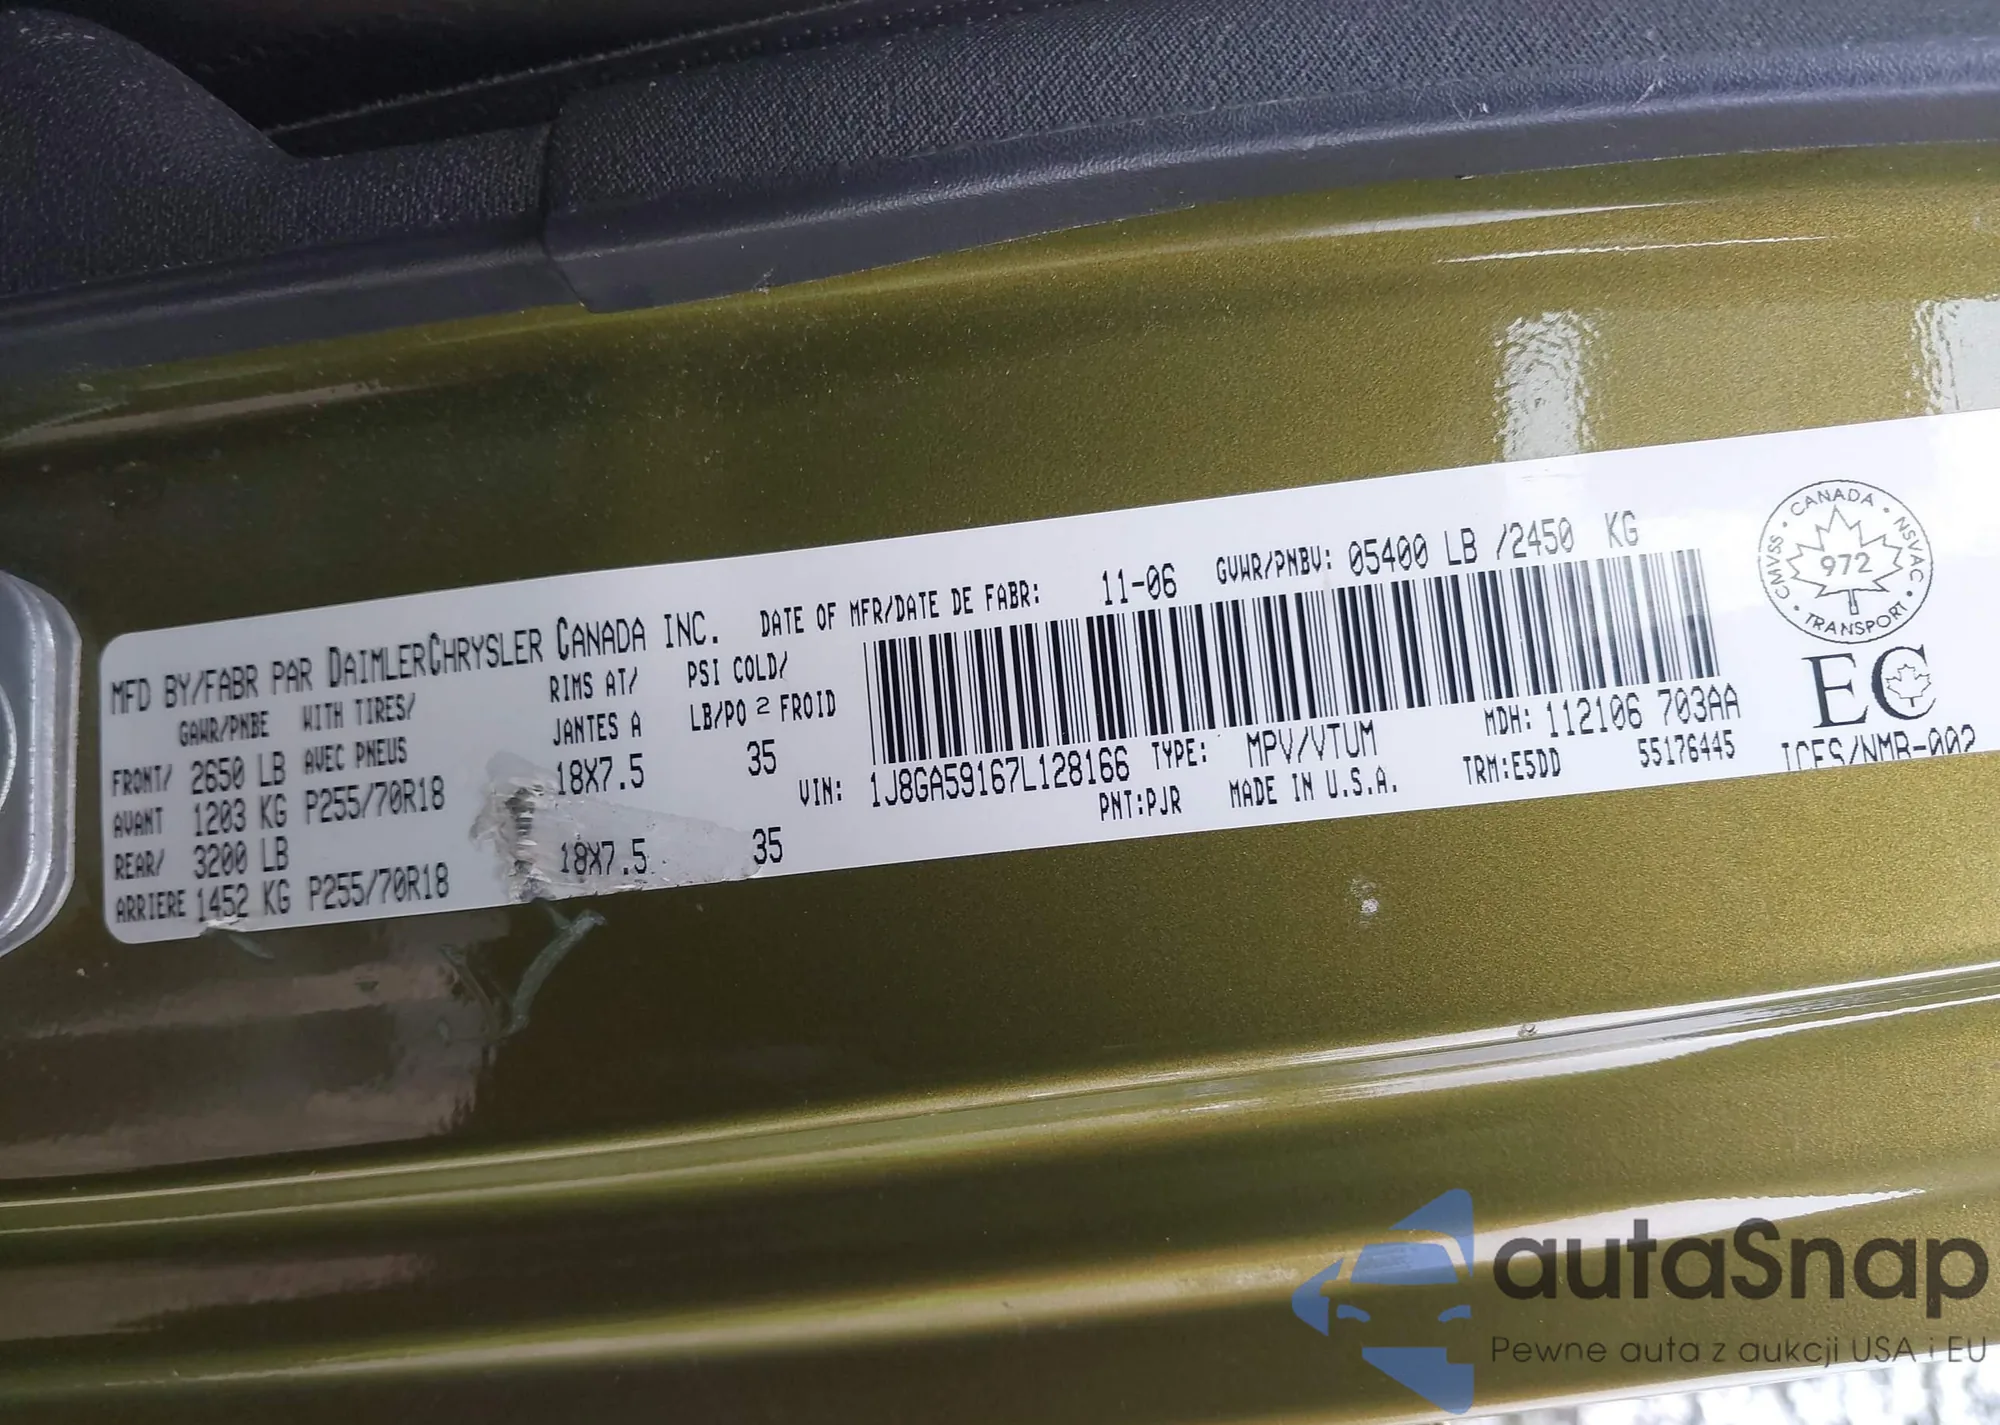 MFD BY/FABR PAR DAIMLERCHRYSLER CANADA INC. DATE OF MFR/DATE DE FABR: 11-06 GVWR/PNBV: 05400 LB /2450 KG
GAWR/PNBE WITH TIRES/ RIMS AT/ PSI COLD/
AVEC PNEUS JANTES A LB/PO 2 FROID
FRONT/ 2650 LB
AVANT 1203 KG P255/70R18 18X7.5 35
REAR/ 3200 LB
ARRIERE 1452 KG P255/70R18 18X7.5 35
VIN: 1J8GA59167L128166 TYPE: MPV/VTUM MDH: 112106 703AA
PNT:PJR MADE IN U.S.A. TRM:E5DD 55176445
CANADA · NSVAC · TRANSPORT · CMVSS ·
972
EC
ICES/NMB-002
autaSnap
Pewne auta z aukcji USA i EU